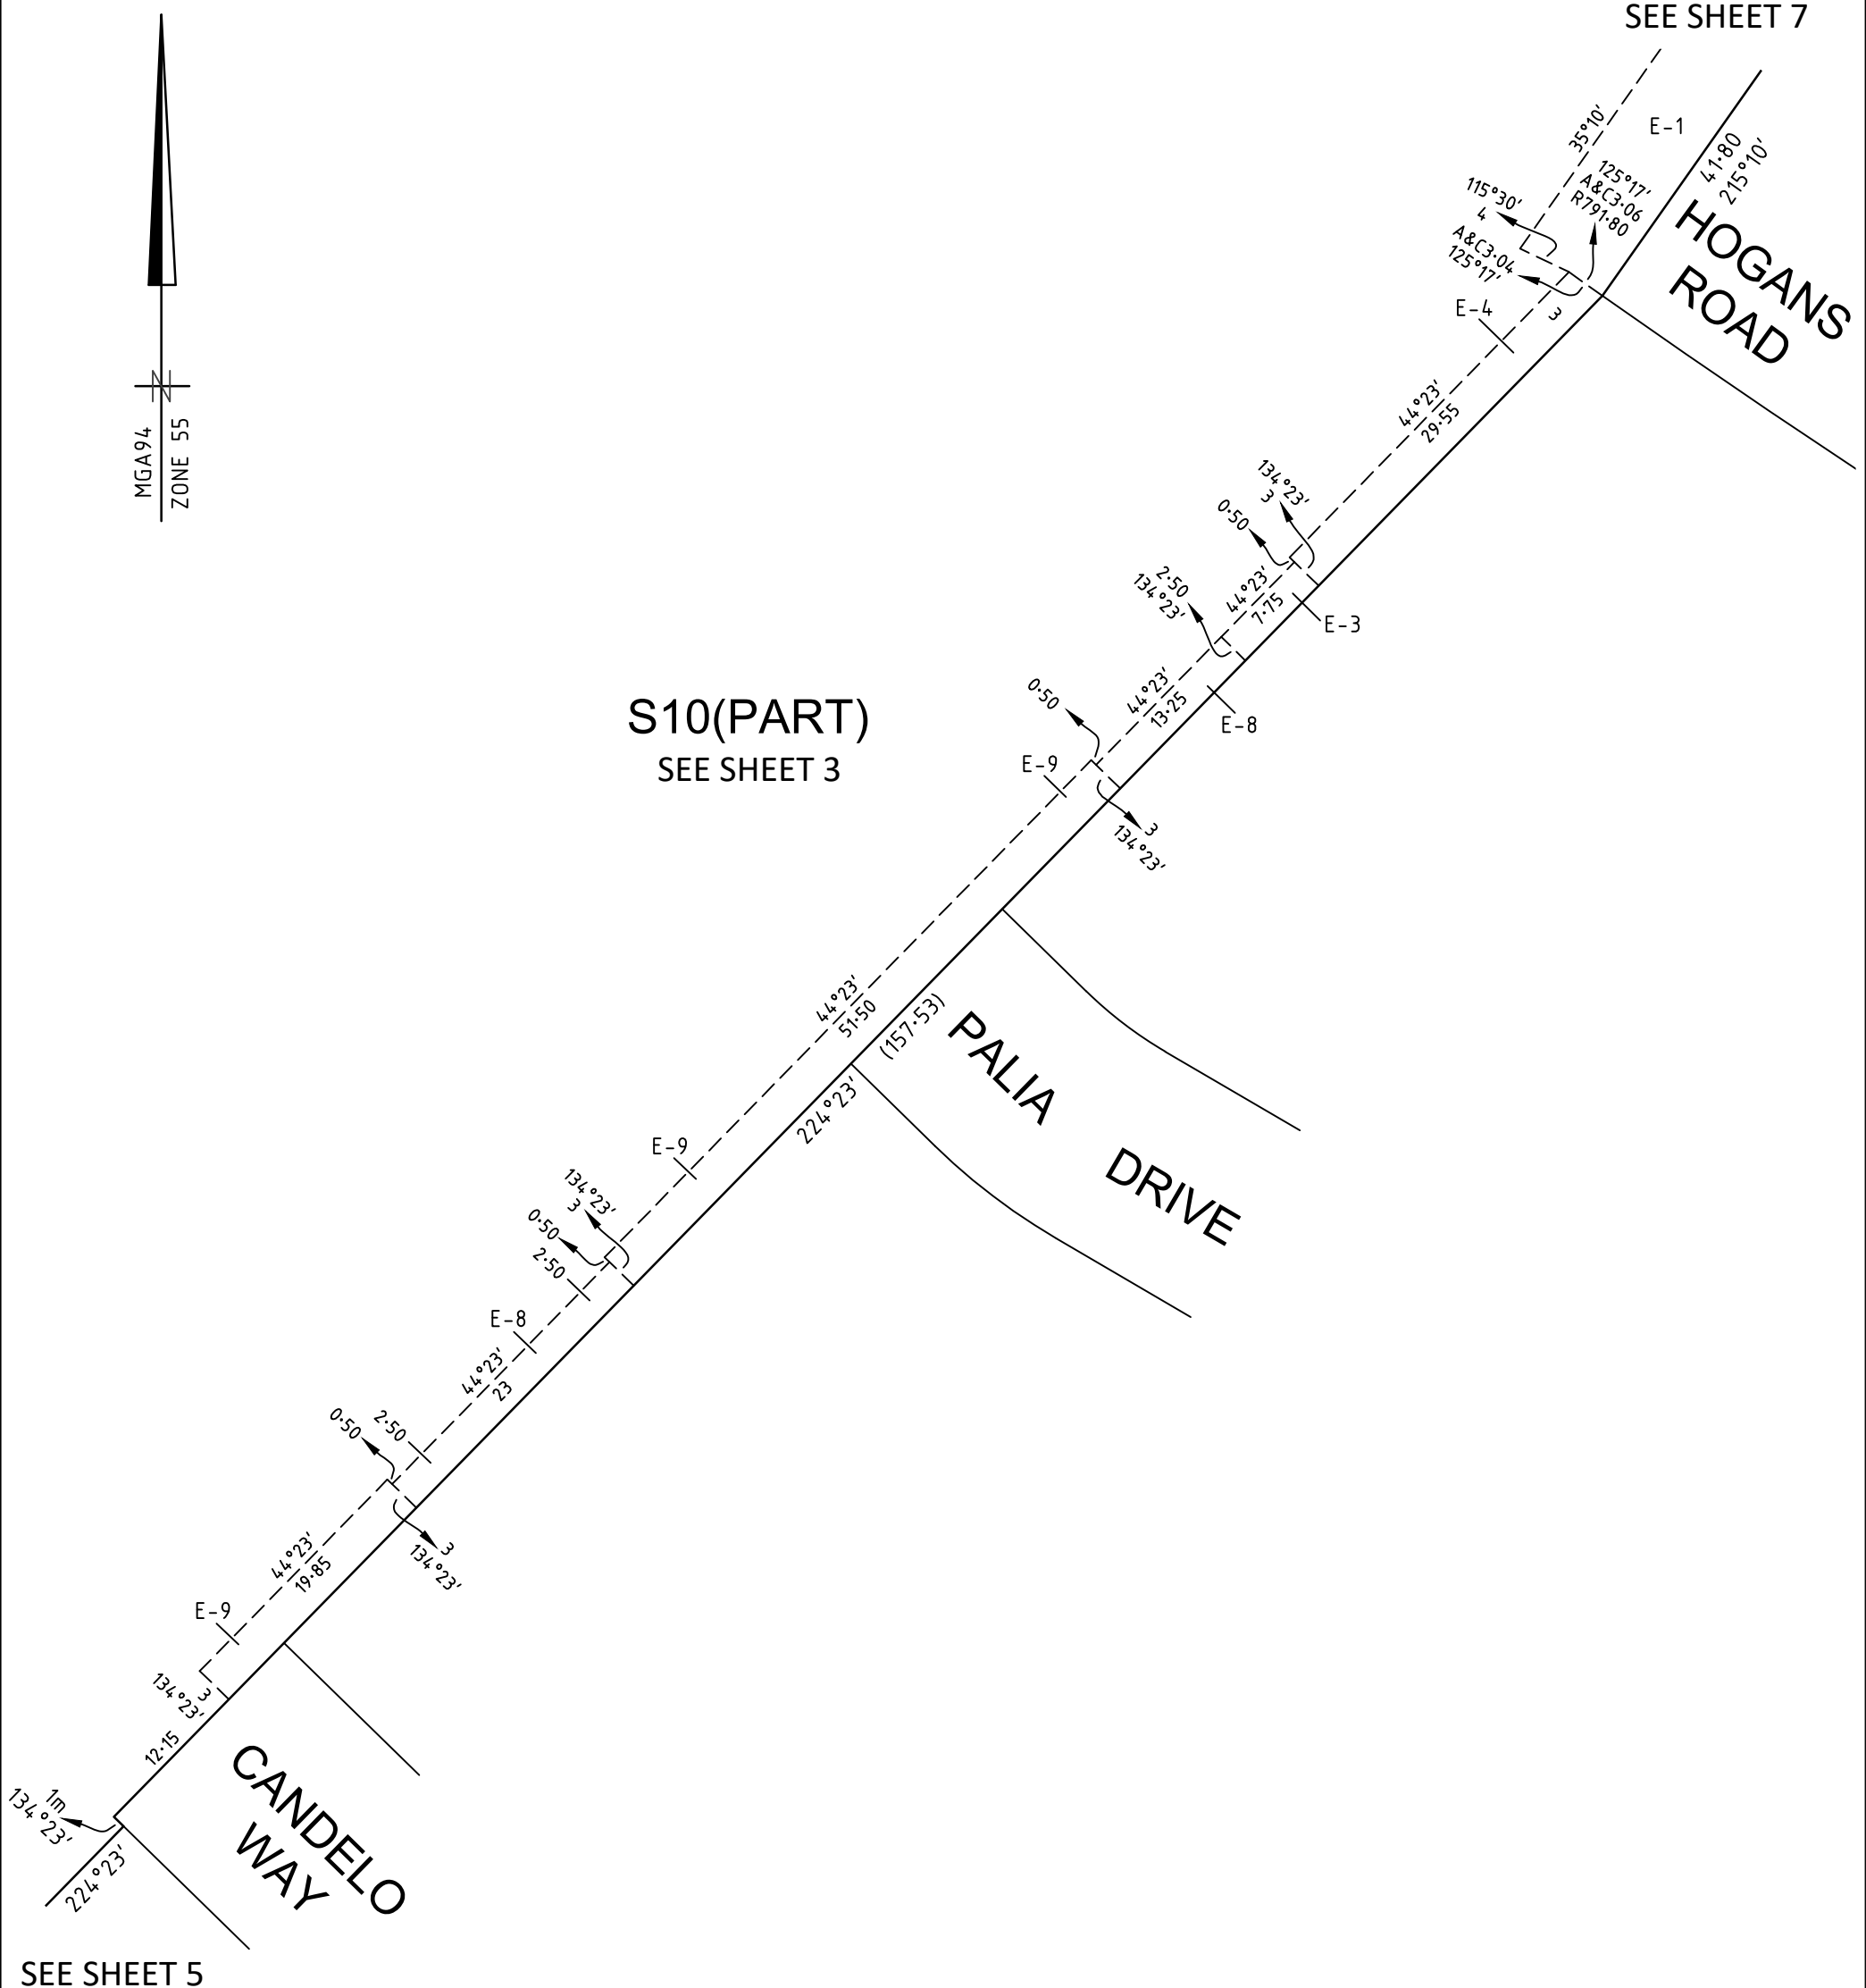 SEE SHEET 7
35°10'
E-1
41·80
215°10'
125°17'
A&C3·06
R791·80
115°30'
4
A&C3·04
125°17'
HOGANS
ROAD
E-4
3
MGA94
ZONE 55
N
44°23'
29·55
134°23'
3
0·50
2·50
134°23'
44°23'
7·75
E-3
44°23'
13·25
0·50
S10(PART)
SEE SHEET 3
E-8
E-9
3
134°23'
44°23'
51·50
(157·53)
224°23'
PALIA
DRIVE
E-9
134°23'
3
0·50
2·50
E-8
44°23'
23
0·50
2·50
44°23'
19·85
3
134°23'
E-9
134°23'
3
12·15
CANDELO
WAY
1m
134°23'
224°23'
SEE SHEET 5